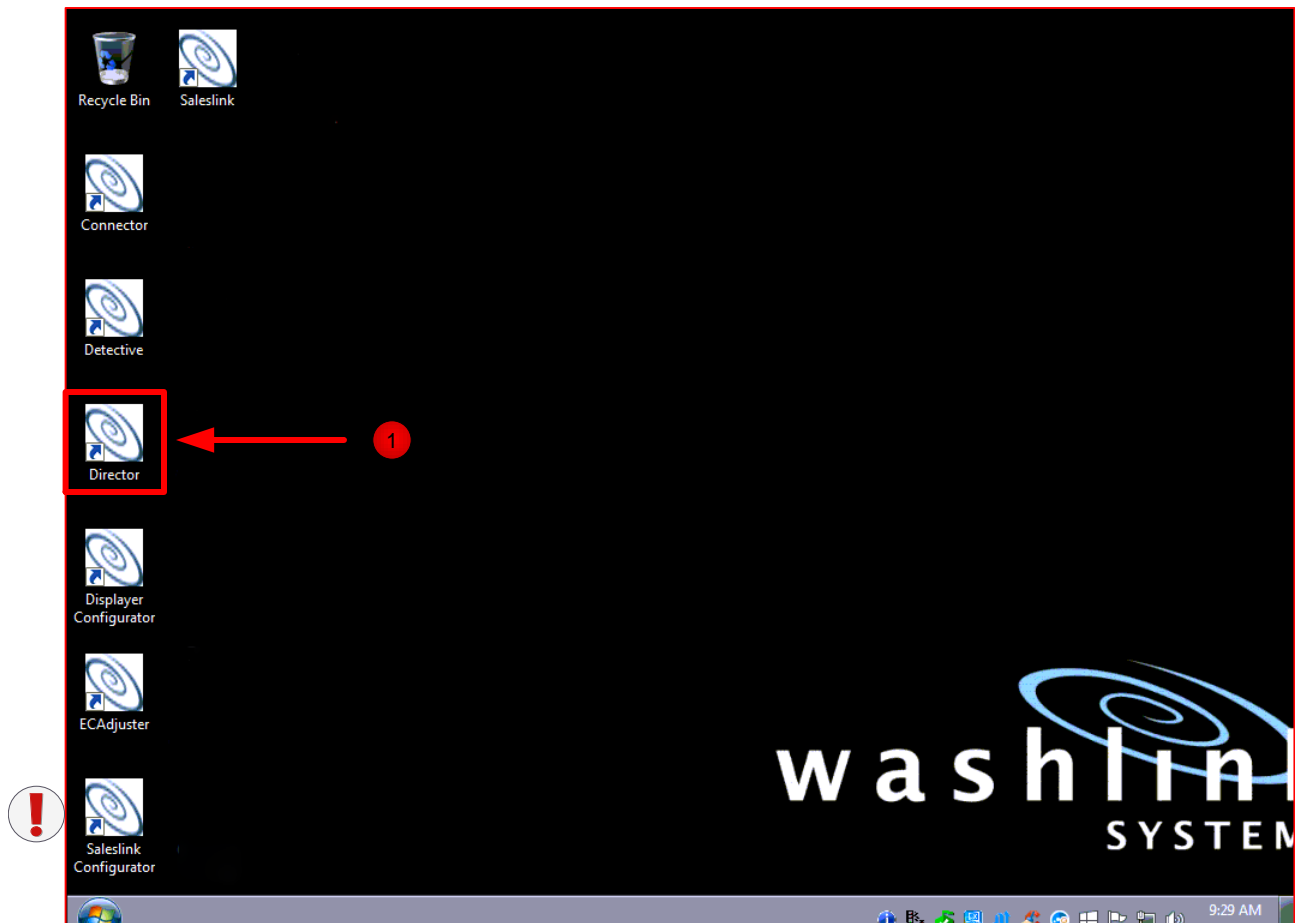 Recycle Bin
Saleslink
Connector
Detective
Director
1
Displayer
Configurator
ECAdjuster
Saleslink
Configurator
washlin
SYSTEM
9:29 AM